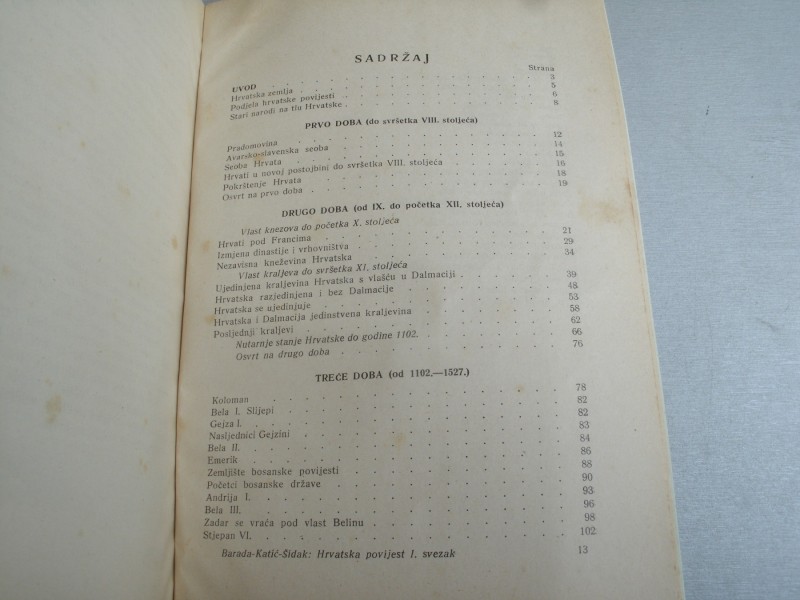 SADRŽAJ
Strana
UVOD 3
Hrvatska zemlja 5
Podjela hrvatske povijesti 6
Stari narodi na tlu Hrvatske 8
PRVO DOBA (do svršetka VIII. stoljeća)
Pradomovina 12
Avarsko-slavenska seoba 14
Seoba Hrvata 15
Hrvati u novoj postojbini do svršetka VIII. stoljeća 16
Pokrštenje Hrvata 18
Osvrt na prvo doba 19
DRUGO DOBA (od IX. do početka XII. stoljeća)
Vlast knezova do početka X. stoljeća
Hrvati pod Francima 21
Izmjena dinastije i vrhovništva 29
Nezavisna kneževina Hrvatska 34
Vlast kraljeva do svršetka XI. stoljeća
Ujedinjena kraljevina Hrvatska s vlašću u Dalmaciji 39
Hrvatska razjedinjena i bez Dalmacije 48
Hrvatska se ujedinjuje 53
Hrvatska i Dalmacija jedinstvena kraljevina 58
Posljednji kraljevi 62
Nutarnje stanje Hrvatske do godine 1102. 66
Osvrt na drugo doba 76
TREĆE DOBA (od 1102.—1527.)
Koloman 78
Bela I. Slijepi 82
Gejza I. 82
Nasljednici Gejzini 83
Bela II. 84
Emerik 86
Zemljište bosanske povijesti 88
Početci bosanske države 90
Andrija I. 93
Bela III. 96
Zadar se vraća pod vlast Belinu 98
Stjepan VI. 102
Barada-Katić-Šidak: Hrvatska povijest I. svezak 13